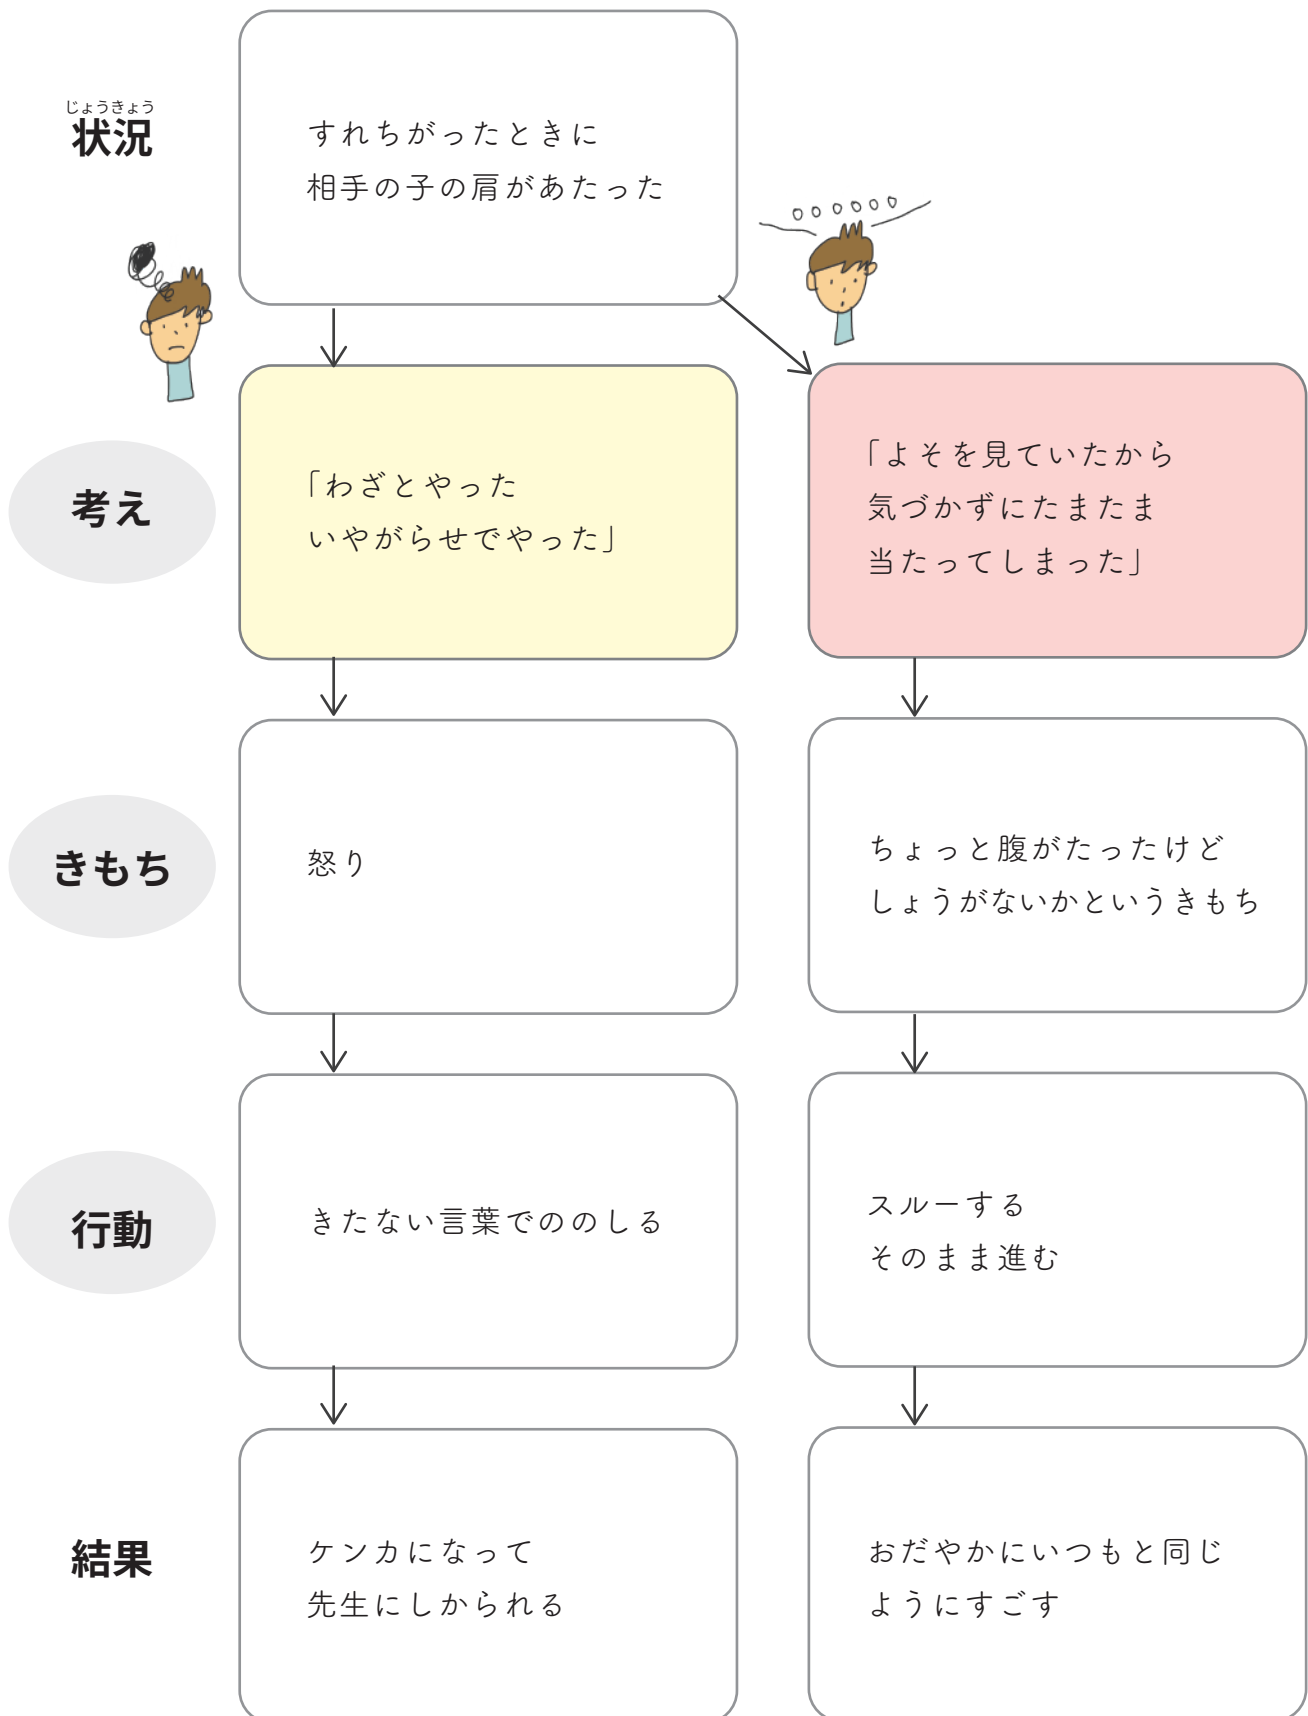 じょうきょう
状況
すれちがったときに
相手の子の肩があたった
考え
「わざとやった
いやがらせでやった」
「よそを見ていたから
気づかずにたまたま
当たってしまった」
きもち
怒り
ちょっと腹がたったけど
しょうがないかというきもち
行動
きたない言葉でののしる
スルーする
そのまま進む
結果
ケンカになって
先生にしかられる
おだやかにいつもと同じ
ようにすごす